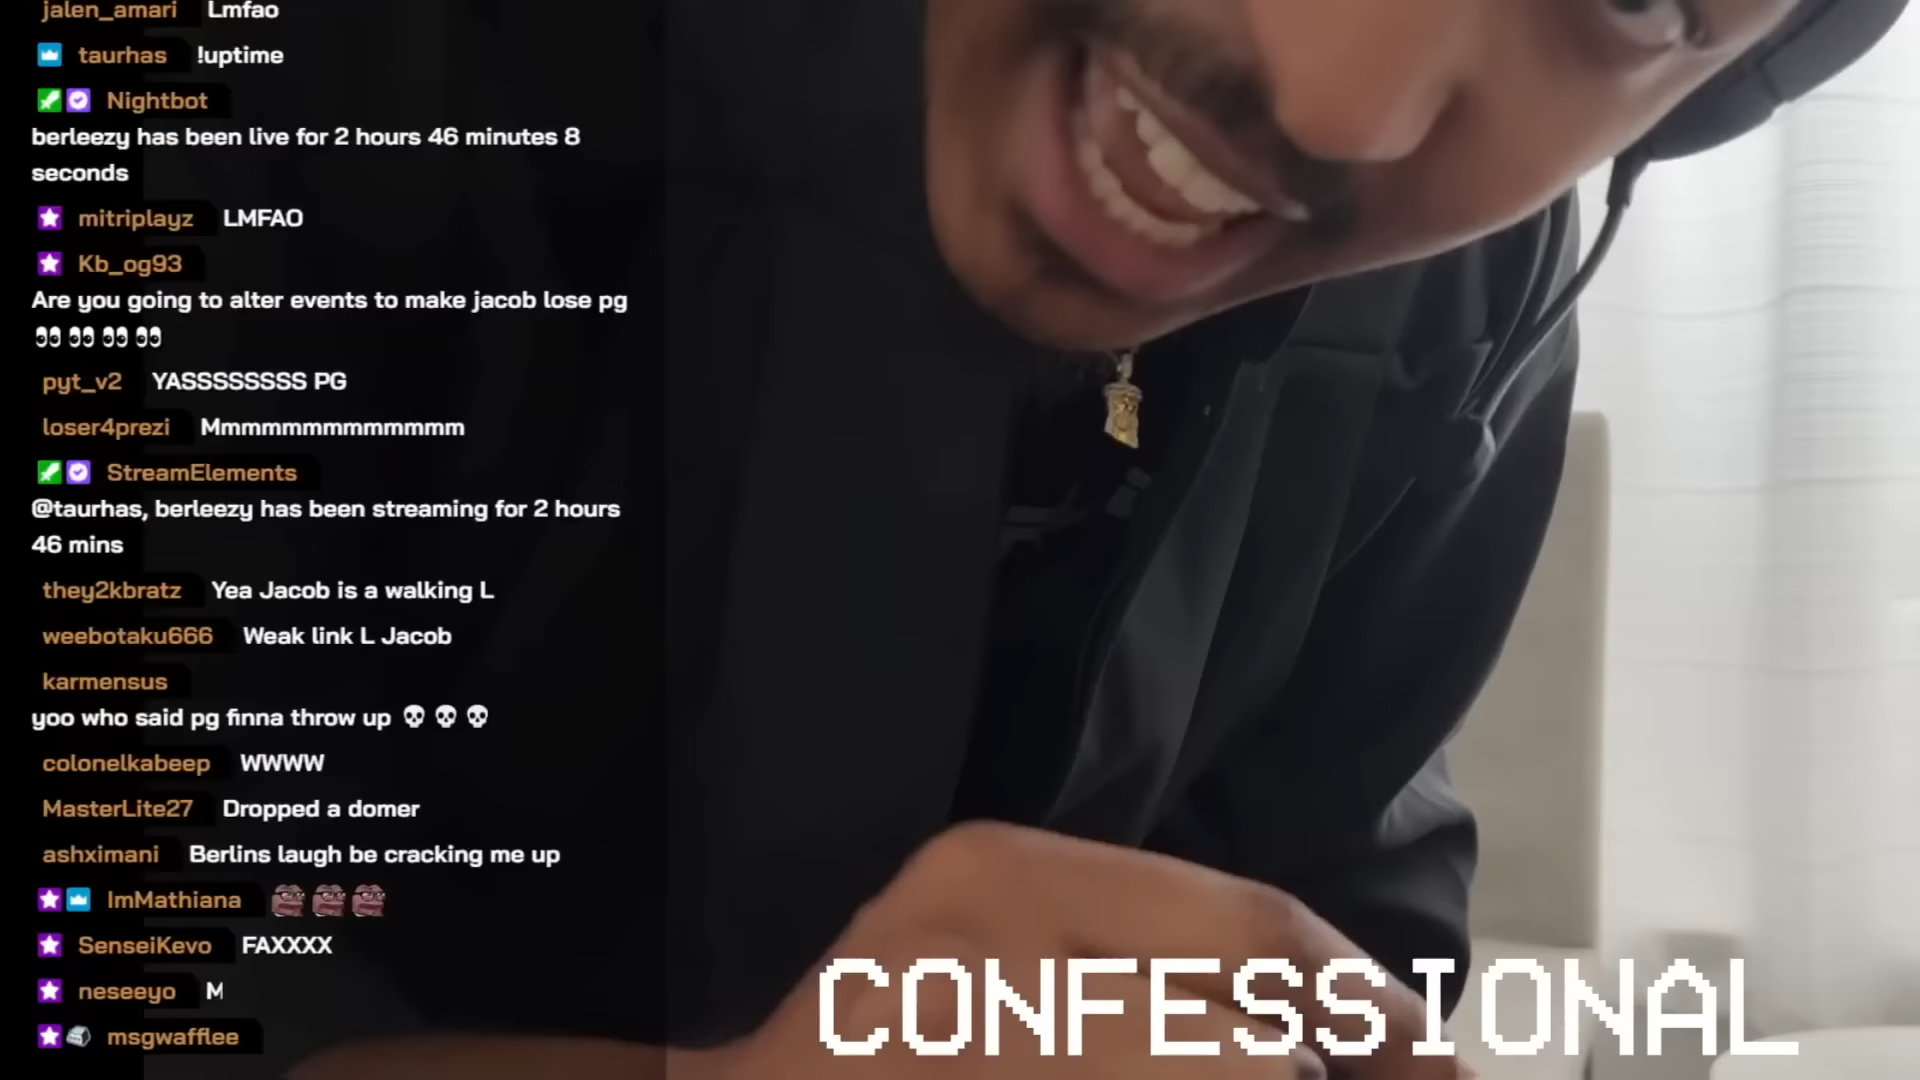 jalen_amari Lmfao
taurhas !uptime
Nightbot
berleezy has been live for 2 hours 46 minutes 8
seconds
mitriplayz LMFAO
Kb_og93
Are you going to alter events to make jacob lose pg
👀 👀 👀 👀
pyt_v2 YASSSSSSSS PG
loser4prezi Mmmmmmmmmmmmm
StreamElements
@taurhas, berleezy has been streaming for 2 hours
46 mins
they2kbratz Yea Jacob is a walking L
weebotaku666 Weak link L Jacob
karmensus
yoo who said pg finna throw up 💀 💀 💀
colonelkabeep WWWW
MasterLite27 Dropped a domer
ashximani Berlins laugh be cracking me up
ImMathiana
SenseiKevo FAXXXX
neseeyo M
msgwafflee
CONFESSIONAL